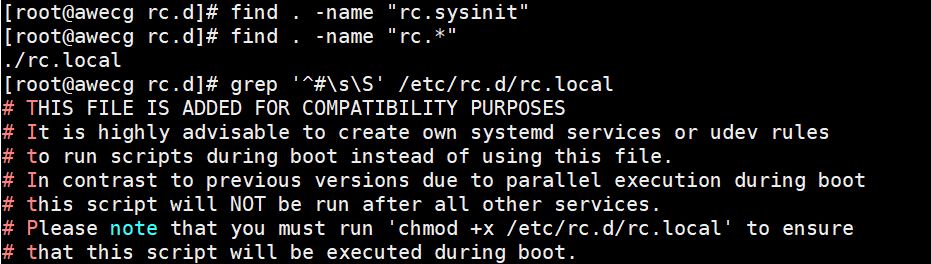 [root@awecg rc.d]# find . -name "rc.sysinit"
[root@awecg rc.d]# find . -name "rc.*"
./rc.local
[root@awecg rc.d]# grep '^#\s\S' /etc/rc.d/rc.local
# THIS FILE IS ADDED FOR COMPATIBILITY PURPOSES
# It is highly advisable to create own systemd services or udev rules
# to run scripts during boot instead of using this file.
# In contrast to previous versions due to parallel execution during boot
# this script will NOT be run after all other services.
# Please note that you must run 'chmod +x /etc/rc.d/rc.local' to ensure
# that this script will be executed during boot.